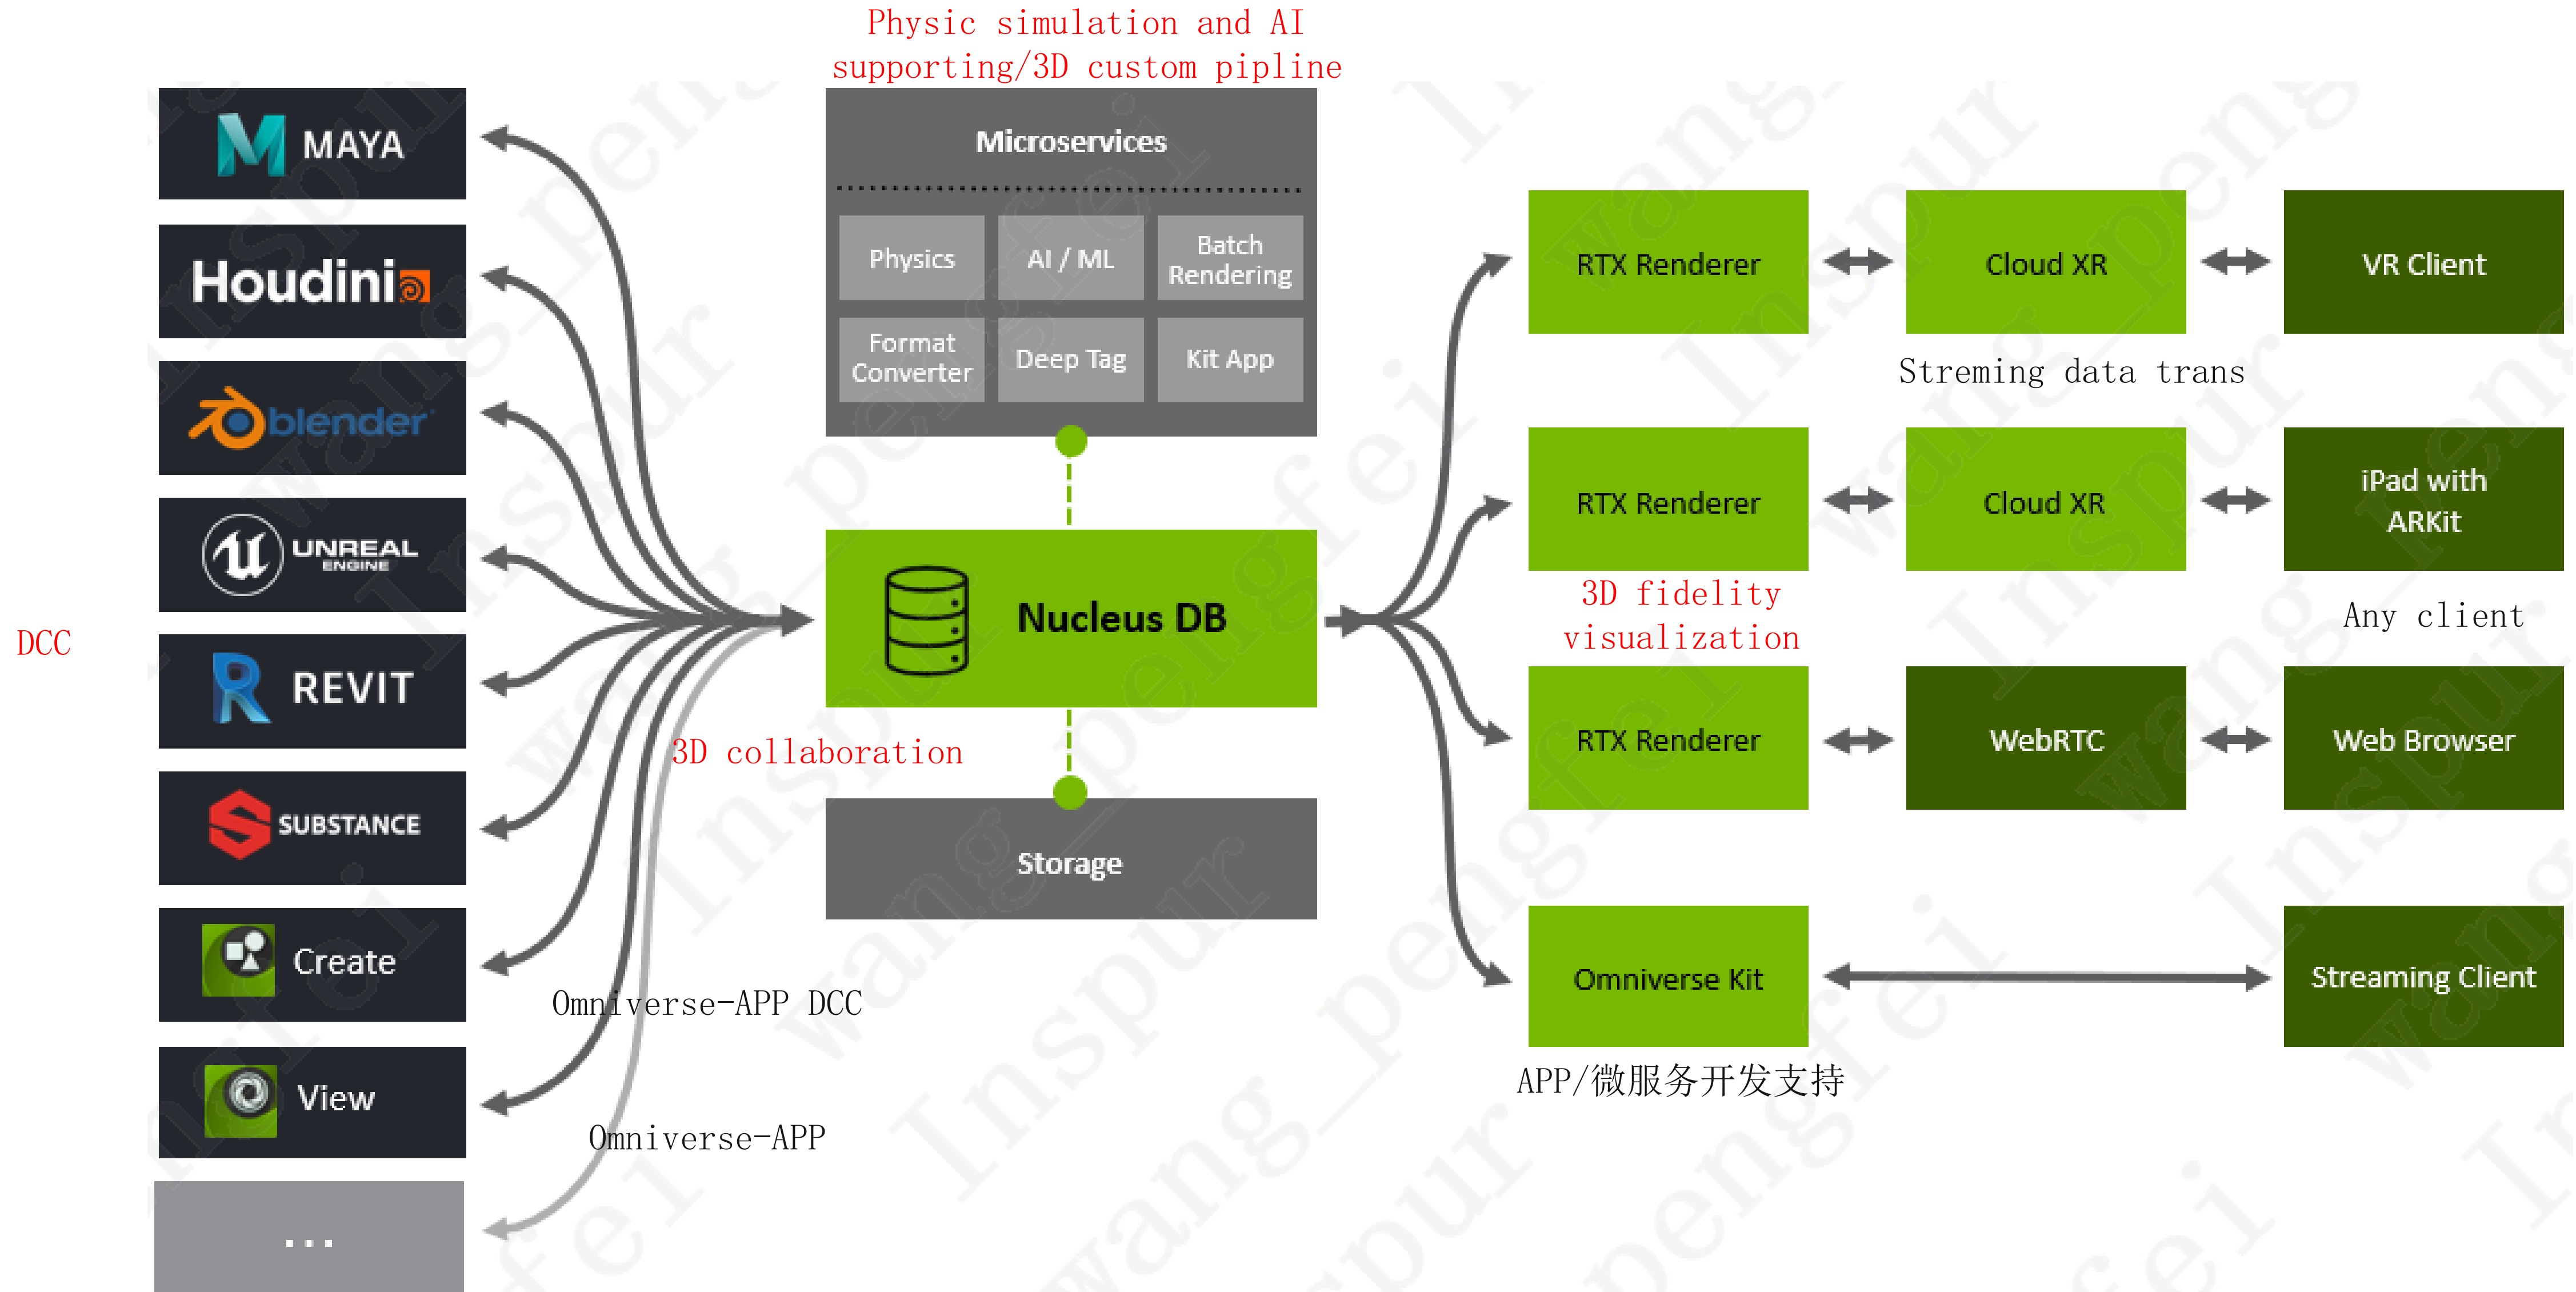 Physic simulation and AI
supporting/3D custom pipline
MAYA
Houdini
blender
UNREAL
ENGINE
REVIT
SUBSTANCE
Create
View
...
DCC
Microservices
Physics
AI / ML
Batch
Rendering
Format
Converter
Deep Tag
Kit App
Nucleus DB
3D collaboration
Storage
Omniverse-APP DCC
Omniverse-APP
RTX Renderer
Cloud XR
VR Client
Streming data trans
RTX Renderer
Cloud XR
iPad with
ARKit
3D fidelity
visualization
Any client
RTX Renderer
WebRTC
Web Browser
Omniverse Kit
Streaming Client
APP/微服务开发支持
Inspur
wang_pengfei